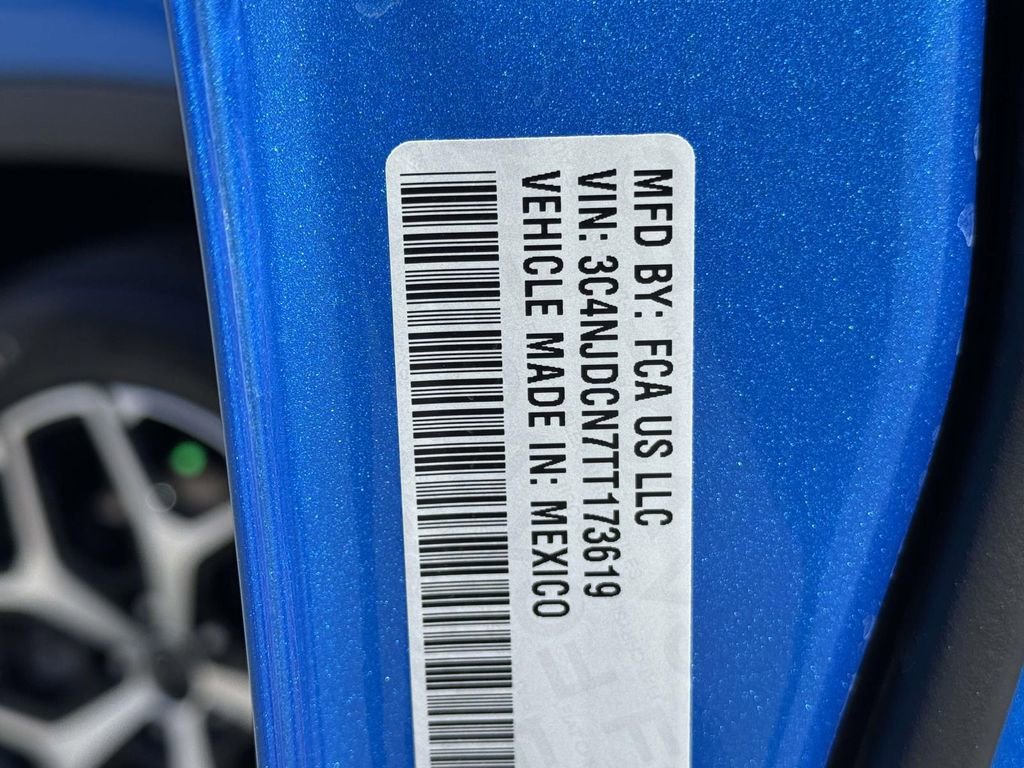 MFD BY: FCA US LLC
VIN: 3C4NJDCN7TT173619
VEHICLE MADE IN: MEXICO